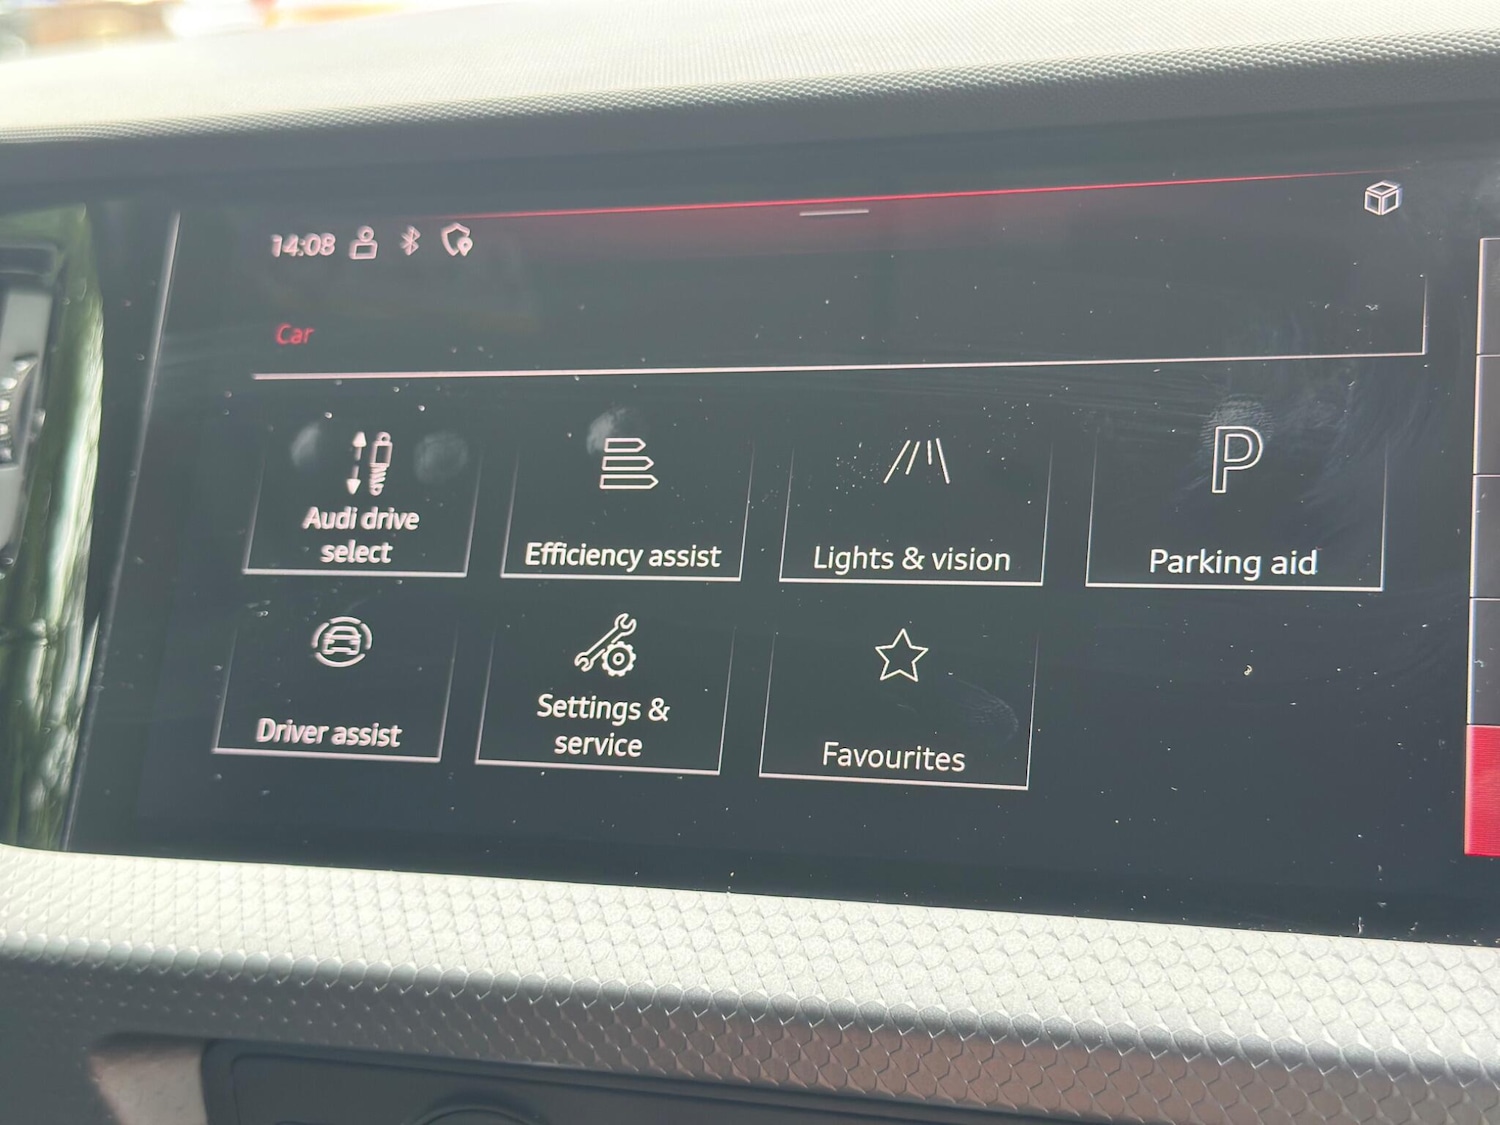 14:08
Car
Audi drive
select
Efficiency assist
Lights & vision
P
Parking aid
Driver assist
Settings &
service
Favourites